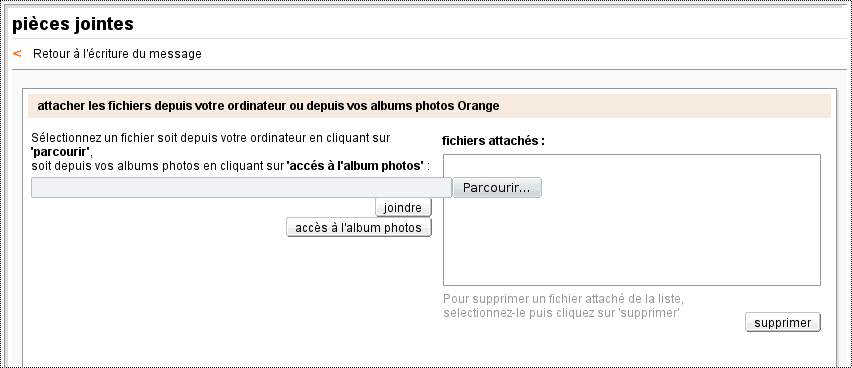 pièces jointes
< Retour à l'écriture du message
attacher les fichiers depuis votre ordinateur ou depuis vos albums photos Orange
Sélectionnez un fichier soit depuis votre ordinateur en cliquant sur
'parcourir',
soit depuis vos albums photos en cliquant sur 'accés à l'album photos' :
Parcourir...
joindre
accès à l'album photos
fichiers attachés :
Pour supprimer un fichier attaché de la liste,
selectionnez-le puis cliquez sur 'supprimer'
supprimer